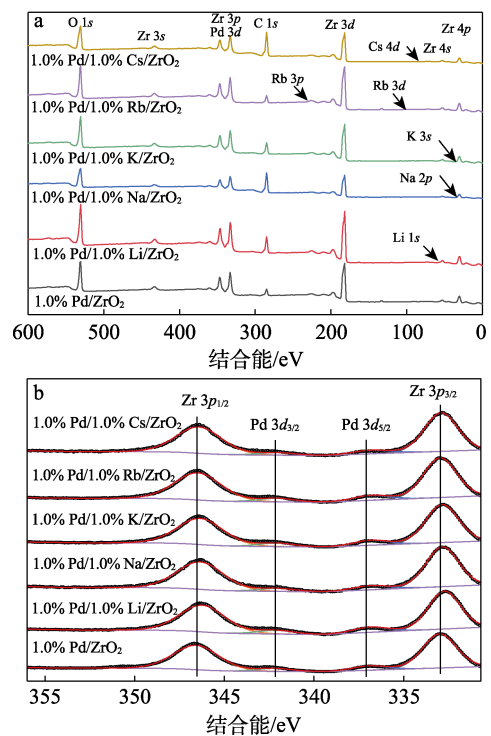 a
O 1s
Zr 3s
Zr 3p
Pd 3d
C 1s
Zr 3d
Zr 4p
Cs 4d
Zr 4s
1.0% Pd/1.0% Cs/ZrO₂
Rb 3p
Rb 3d
1.0% Pd/1.0% Rb/ZrO₂
K 3s
1.0% Pd/1.0% K/ZrO₂
Na 2p
1.0% Pd/1.0% Na/ZrO₂
Li 1s
1.0% Pd/1.0% Li/ZrO₂
1.0% Pd/ZrO₂
600 500 400 300 200 100 0
结合能/eV
b
Zr 3p₁/₂
Pd 3d₃/₂
Pd 3d₅/₂
Zr 3p₃/₂
1.0% Pd/1.0% Cs/ZrO₂
1.0% Pd/1.0% Rb/ZrO₂
1.0% Pd/1.0% K/ZrO₂
1.0% Pd/1.0% Na/ZrO₂
1.0% Pd/1.0% Li/ZrO₂
1.0% Pd/ZrO₂
355 350 345 340 335
结合能/eV